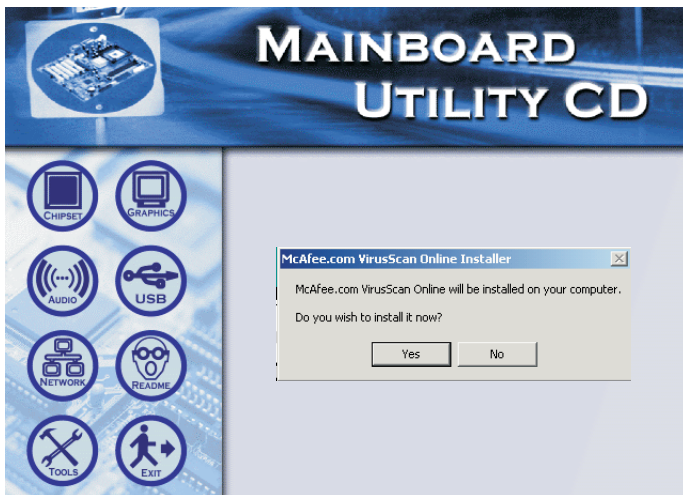 MAINBOARD
UTILITY CD
CHIPSET
GRAPHICS
AUDIO
USB
NETWORK
README
TOOLS
EXIT
McAfee.com VirusScan Online Installer
McAfee.com VirusScan Online will be installed on your computer.
Do you wish to install it now?
Yes
No